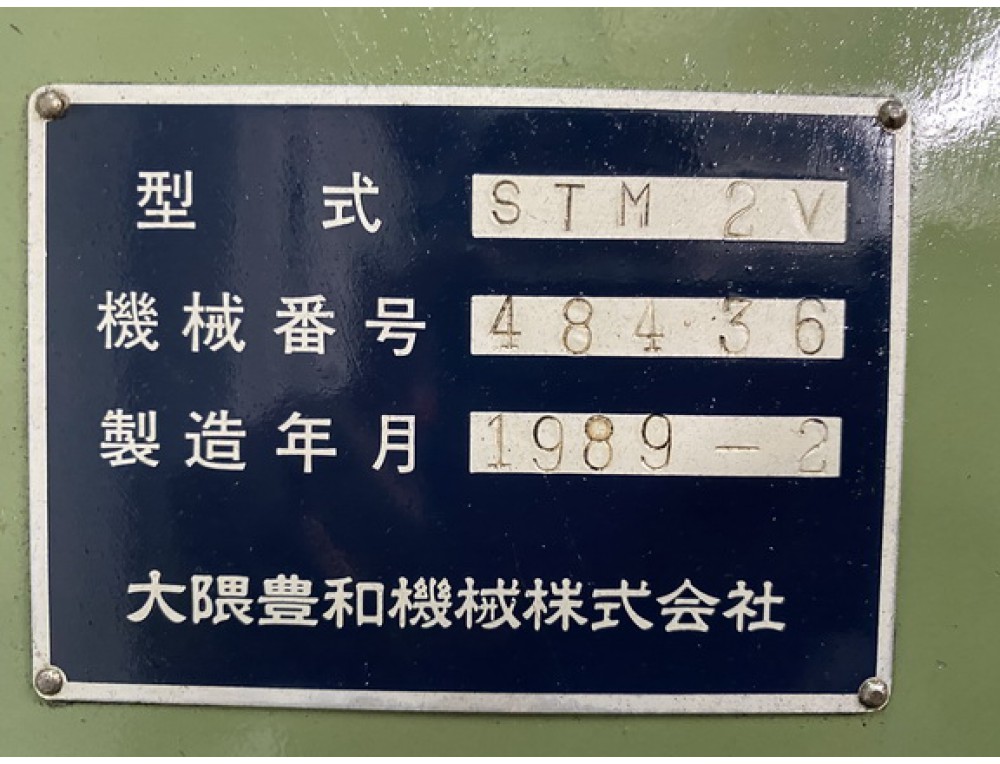 型式 STM 2V
機械番号 48436
製造年月 1989-2
大隈豊和機械株式会社